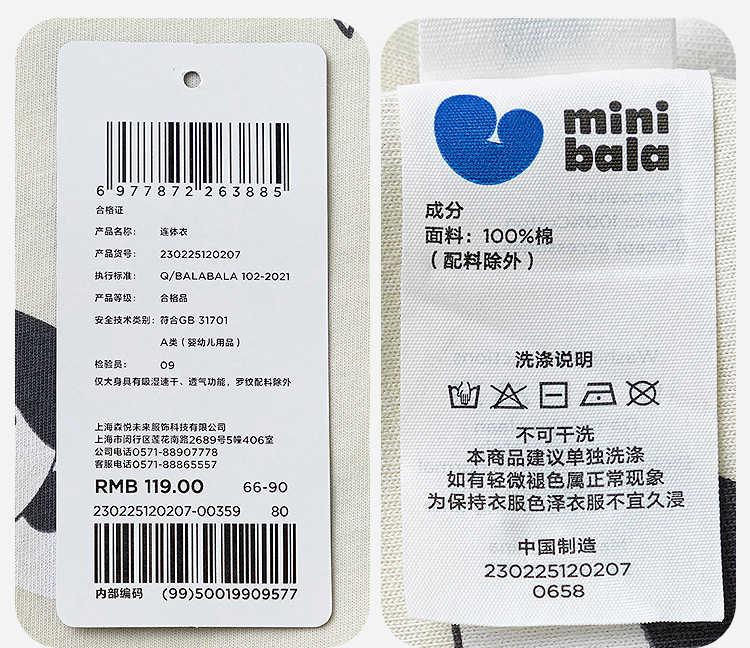 6 977872 263885
合格证
产品名称: 连体衣
产品货号: 230225120207
执行标准: Q/BALABALA 102-2021
产品等级: 合格品
安全技术类别: 符合GB 31701
A类（婴幼儿用品）
检验员: 09
仅大身具有吸湿速干、透气功能，罗纹配料除外
上海森悦未来服饰科技有限公司
上海市闵行区莲花南路2689号5幢406室
公司电话0571-88907778
客服电话0571-88865557
RMB 119.00 66-90
230225120207-00359 80
内部编码 (99)50019909577
mini
bala
成分
面料: 100%棉
（配料除外）
洗涤说明
不可干洗
本商品建议单独洗涤
如有轻微褪色属正常现象
为保持衣服色泽衣服不宜久浸
中国制造
230225120207
0658